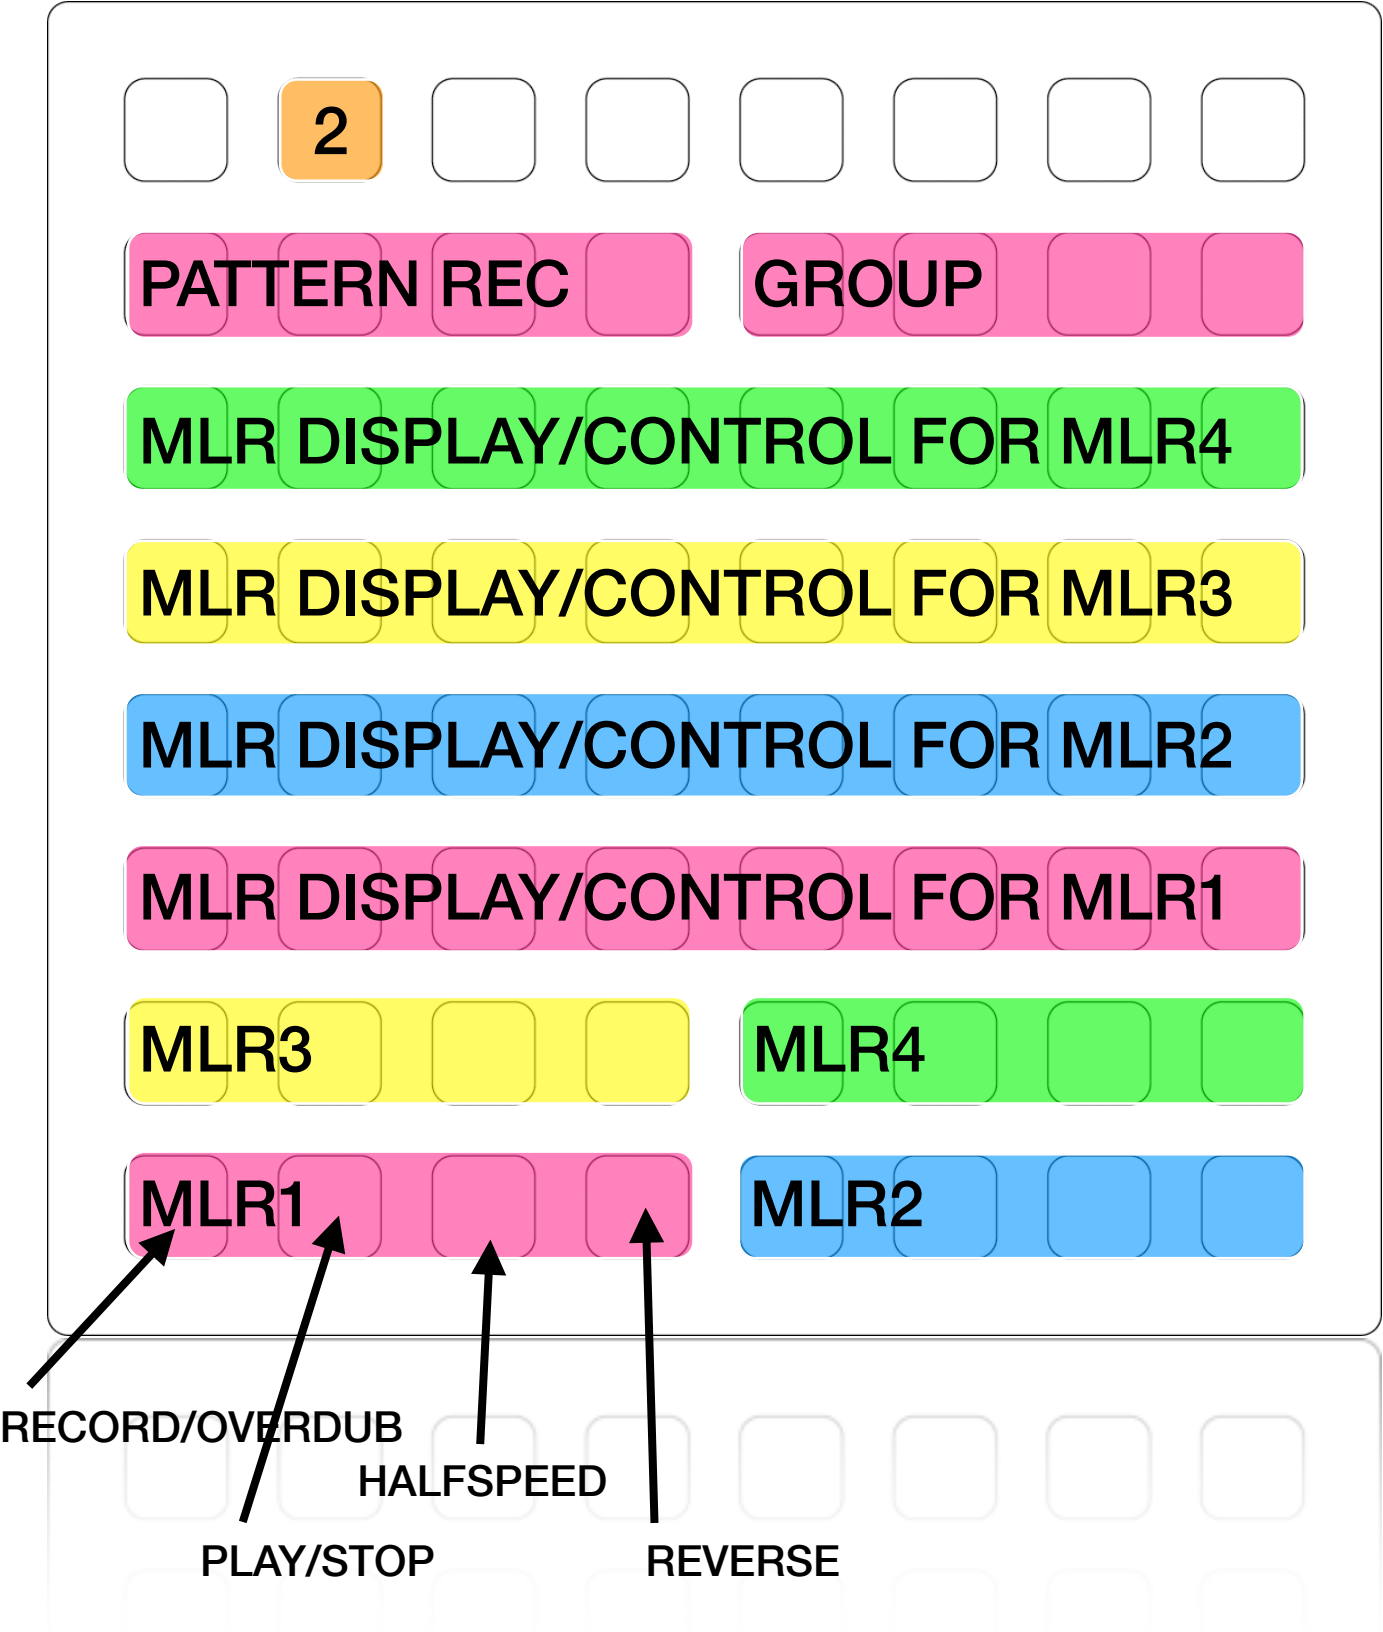 2
PATTERN REC
GROUP
MLR DISPLAY/CONTROL FOR MLR4
MLR DISPLAY/CONTROL FOR MLR3
MLR DISPLAY/CONTROL FOR MLR2
MLR DISPLAY/CONTROL FOR MLR1
MLR3
MLR4
MLR1
MLR2
RECORD/OVERDUB
HALFSPEED
PLAY/STOP
REVERSE